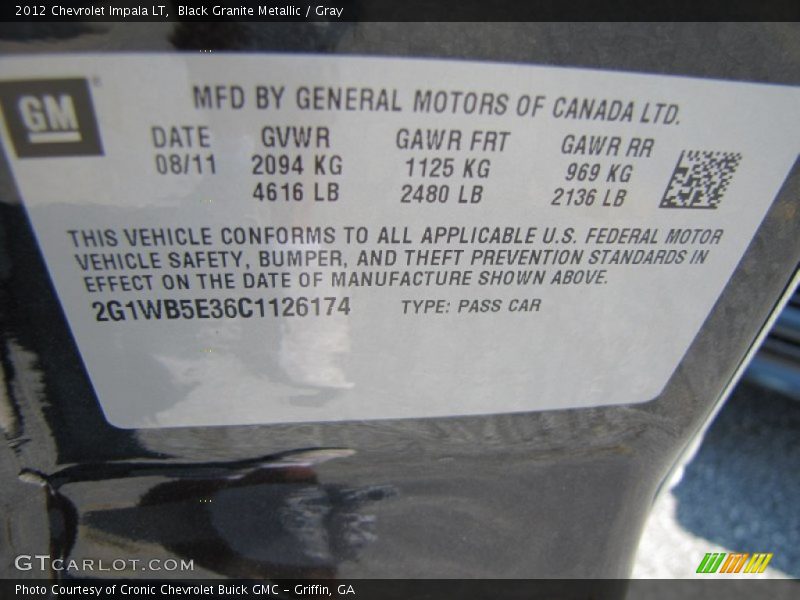 2012 Chevrolet Impala LT,  Black Granite Metallic / Gray
GM
MFD BY GENERAL MOTORS OF CANADA LTD.
DATE GVWR GAWR FRT GAWR RR
08/11 2094 KG 1125 KG 969 KG
4616 LB 2480 LB 2136 LB
THIS VEHICLE CONFORMS TO ALL APPLICABLE U.S. FEDERAL MOTOR
VEHICLE SAFETY, BUMPER, AND THEFT PREVENTION STANDARDS IN
EFFECT ON THE DATE OF MANUFACTURE SHOWN ABOVE.
2G1WB5E36C1126174 TYPE: PASS CAR
GTCARLOT.COM
Photo Courtesy of Cronic Chevrolet Buick GMC - Griffin, GA